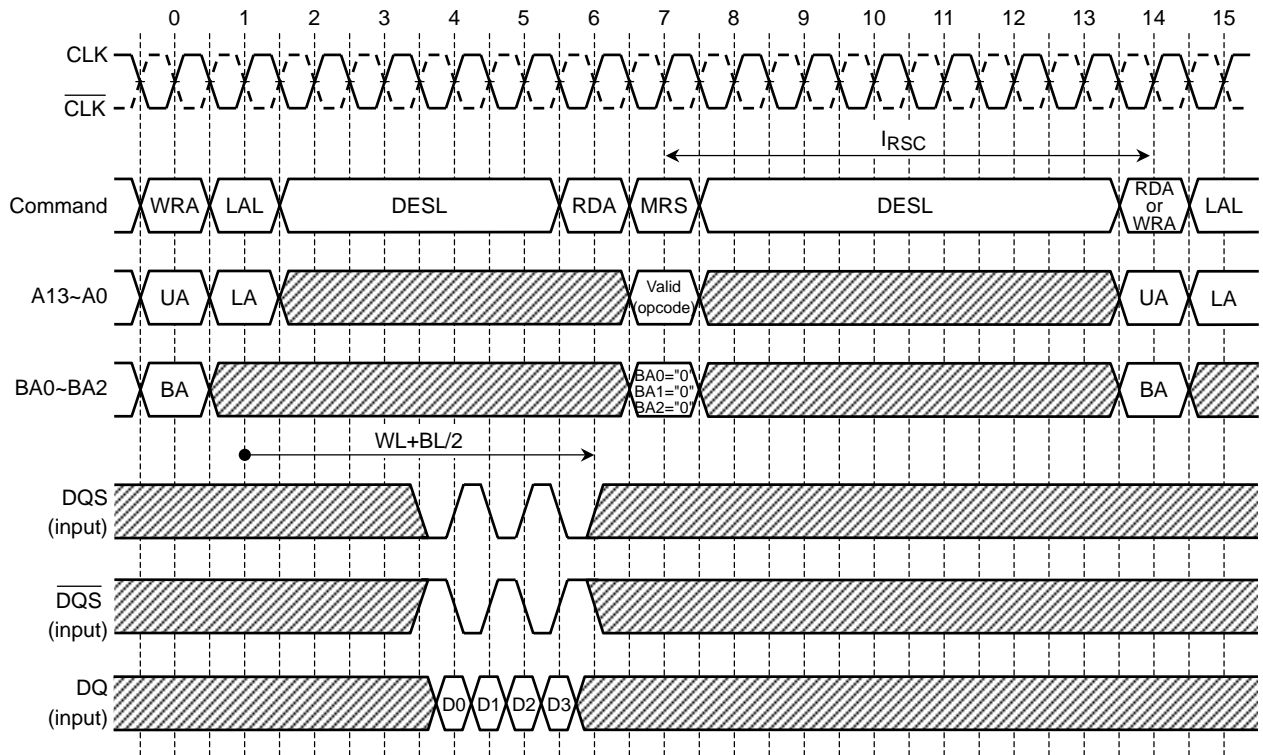 0 1 2 3 4 5 6 7 8 9 10 11 12 13 14 15
CLK
CLK
IRSC
Command WRA LAL DESL RDA MRS DESL RDA or WRA LAL
A13~A0 UA LA Valid (opcode) UA LA
BA0~BA2 BA BA0="0" BA1="0" BA2="0" BA
WL+BL/2
DQS
(input)
DQS
(input)
DQ
(input)
D0 D1 D2 D3